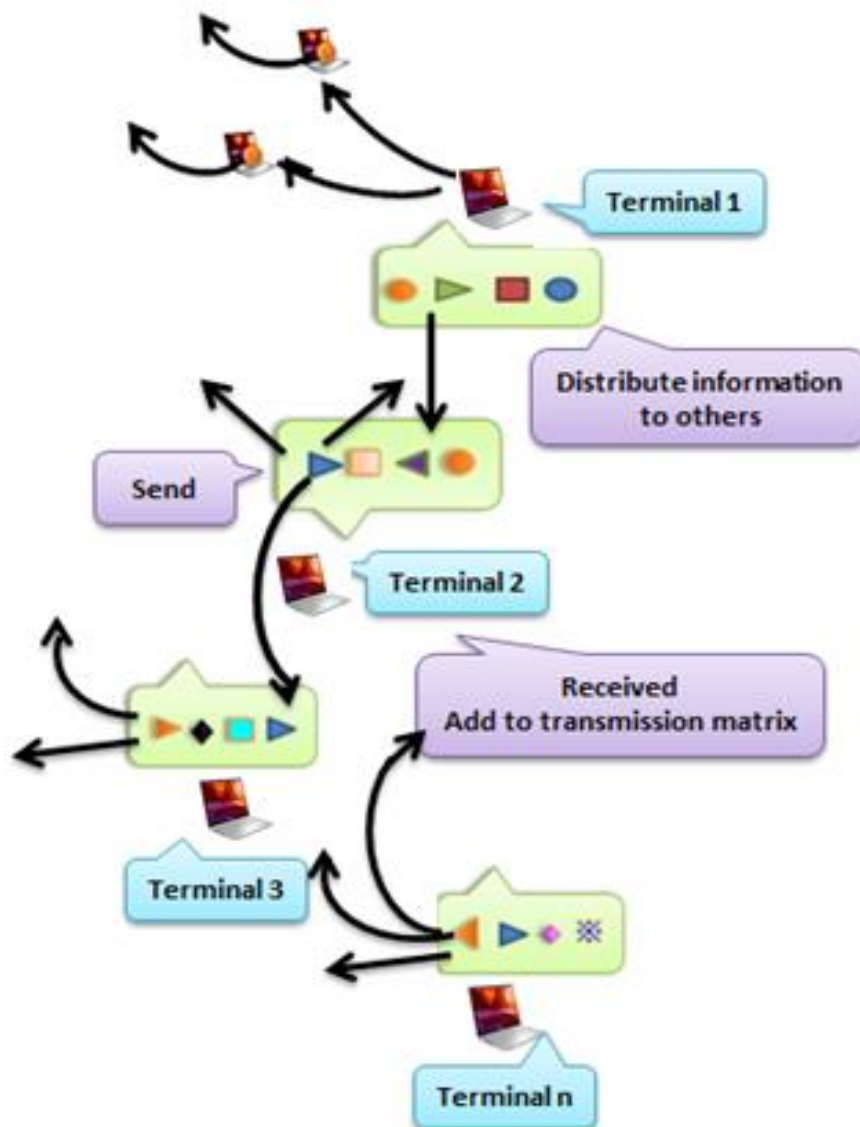 Terminal 1
Distribute information
to others
Send
Terminal 2
Received
Add to transmission matrix
Terminal 3
Terminal n